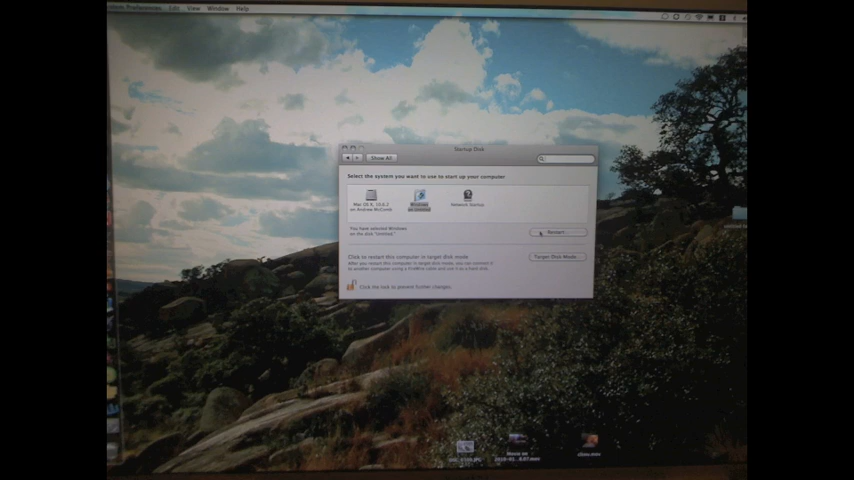 System Preferences Edit View Window Help
Startup Disk
Show All
Select the system you want to use to start up your computer
Mac OS X, 10.6.2
on Andrew McComb
Windows
on Untitled
Network Startup
You have selected Windows
on the disk "Untitled."
Restart...
Click to restart this computer in target disk mode
After you restart this computer in target disk mode, you can connect it
to another computer using a FireWire cable and use it as a hard disk.
Target Disk Mode...
Click the lock to prevent further changes.
Movie on